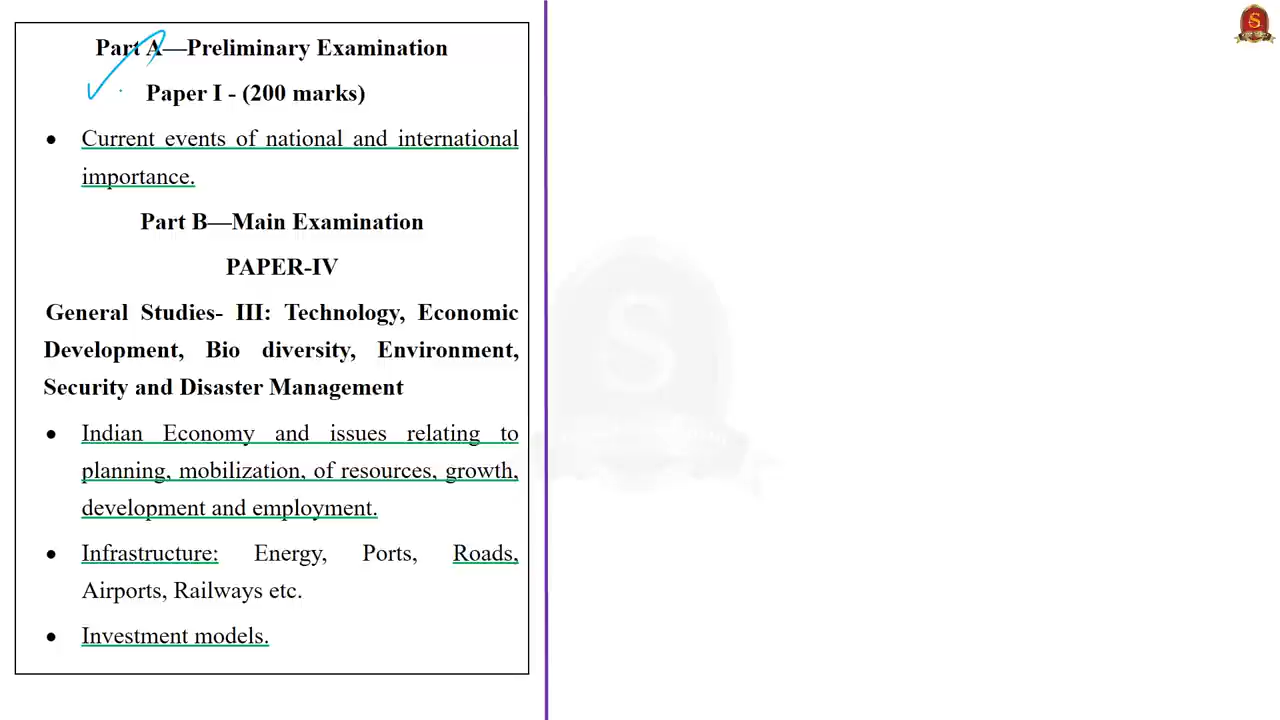 Part A—Preliminary Examination
Paper I - (200 marks)
• Current events of national and international
importance.
Part B—Main Examination
PAPER-IV
General Studies- III: Technology, Economic
Development, Bio diversity, Environment,
Security and Disaster Management
• Indian Economy and issues relating to
planning, mobilization, of resources, growth,
development and employment.
• Infrastructure: Energy, Ports, Roads,
Airports, Railways etc.
• Investment models.
S
S